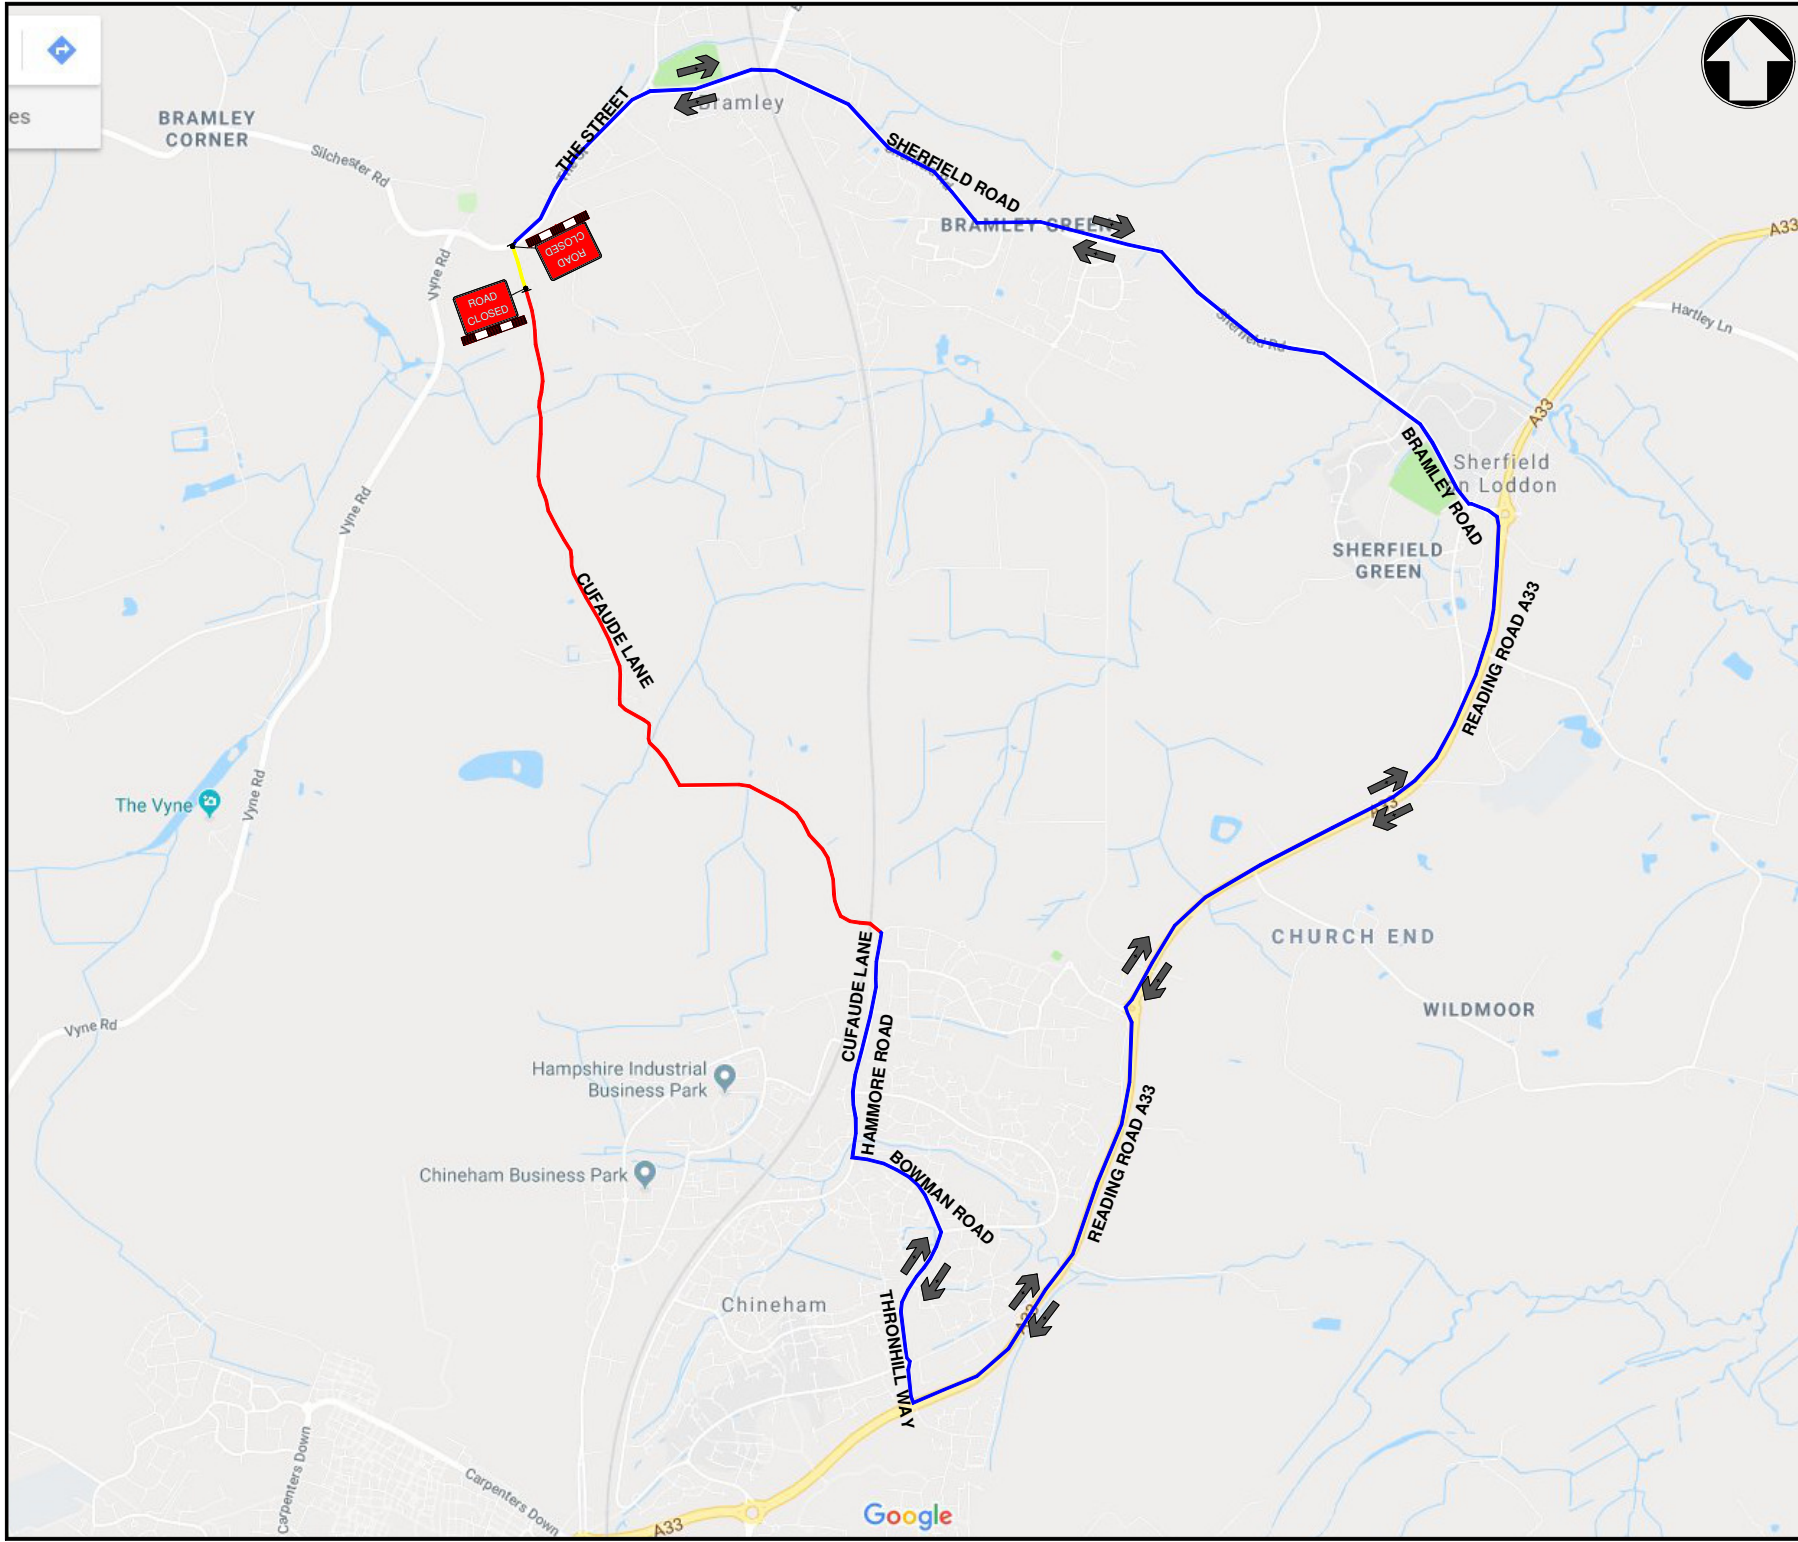 es
BRAMLEY
CORNER
Silchester Rd
THE STREET
Bramley
SHERFIELD ROAD
BRAMLEY GREEN
A33
Vyne Rd
ROAD
CLOSED
ROAD
CLOSED
Sherfield Rd
Hartley Ln
A33
BRAMLEY ROAD
Sherfield
on Loddon
Vyne Rd
SHERFIELD
GREEN
CUFAUDE LANE
READING ROAD A33
The Vyne
Vyne Rd
A33
CUFAUDE LANE
CHURCH END
WILDMOOR
Vyne Rd
HAMMORE ROAD
Hampshire Industrial
Business Park
READING ROAD A33
Chineham Business Park
BOWMAN ROAD
Chineham
THRONHILL WAY
A33
Carpenters Down
Carpenters Down
A33
Google